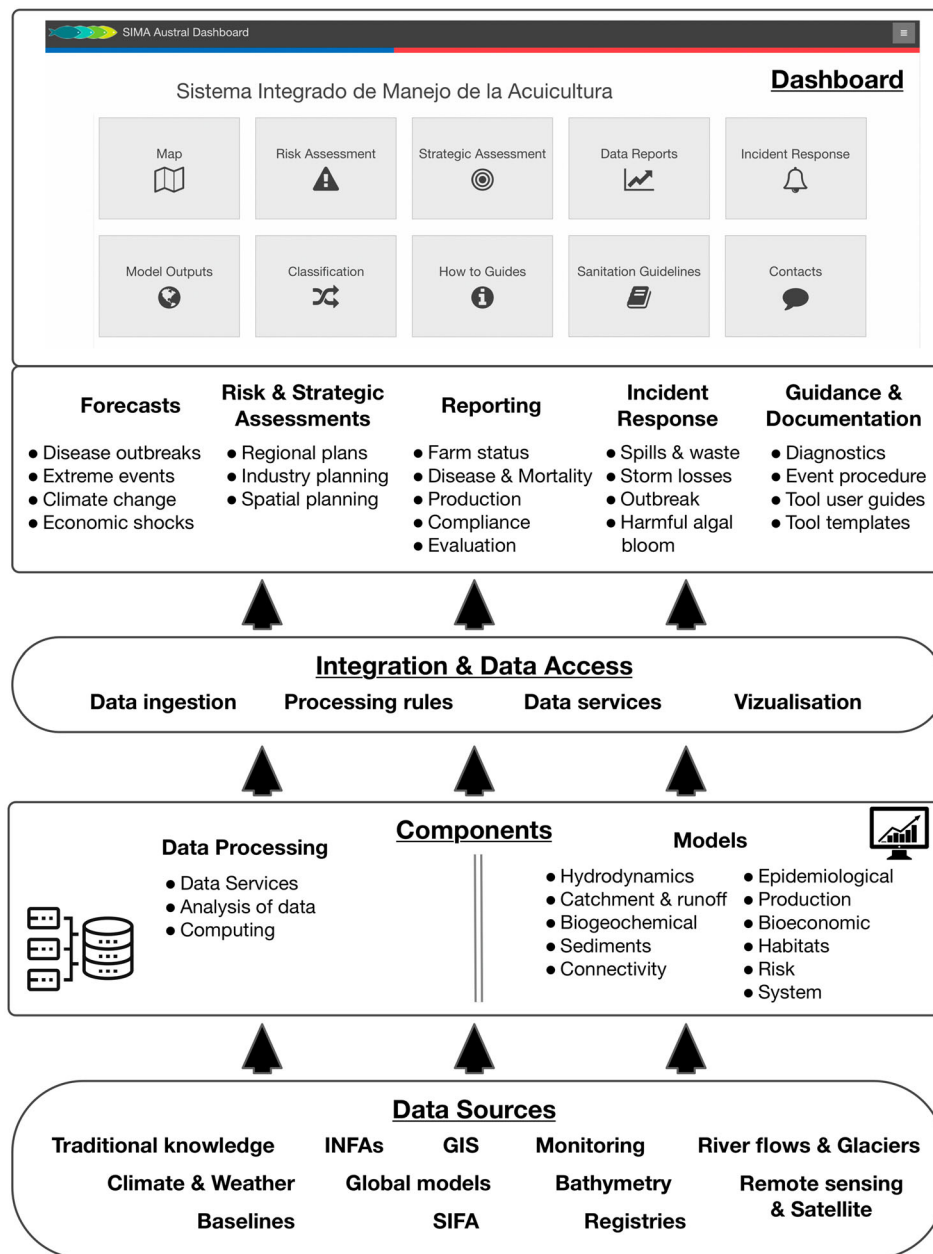 SIMA Austral Dashboard
Dashboard
Sistema Integrado de Manejo de la Acuicultura
Map
Risk Assessment
Strategic Assessment
Data Reports
Incident Response
Model Outputs
Classification
How to Guides
Sanitation Guidelines
Contacts
Forecasts
● Disease outbreaks
● Extreme events
● Climate change
● Economic shocks
Risk & Strategic
Assessments
● Regional plans
● Industry planning
● Spatial planning
Reporting
● Farm status
● Disease & Mortality
● Production
● Compliance
● Evaluation
Incident
Response
● Spills & waste
● Storm losses
● Outbreak
● Harmful algal
bloom
Guidance &
Documentation
● Diagnostics
● Event procedure
● Tool user guides
● Tool templates
Integration & Data Access
Data ingestion
Processing rules
Data services
Vizualisation
Components
Data Processing
● Data Services
● Analysis of data
● Computing
Models
● Hydrodynamics
● Catchment & runoff
● Biogeochemical
● Sediments
● Connectivity
● Epidemiological
● Production
● Bioeconomic
● Habitats
● Risk
● System
Data Sources
Traditional knowledge
INFAs
GIS
Monitoring
River flows & Glaciers
Climate & Weather
Global models
Bathymetry
Remote sensing
& Satellite
Baselines
SIFA
Registries